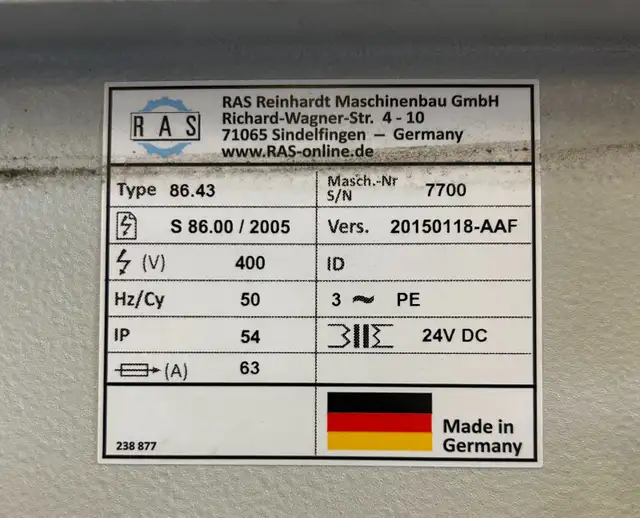 RAS
RAS Reinhardt Maschinenbau GmbH
Richard-Wagner-Str. 4 - 10
71065 Sindelfingen – Germany
www.RAS-online.de
Type 86.43
Masch.-Nr
S/N 7700
S 86.00 / 2005
Vers. 20150118-AAF
(V) 400
ID
Hz/Cy 50
3 ~ PE
IP 54
24V DC
(A) 63
238 877
Made in
Germany